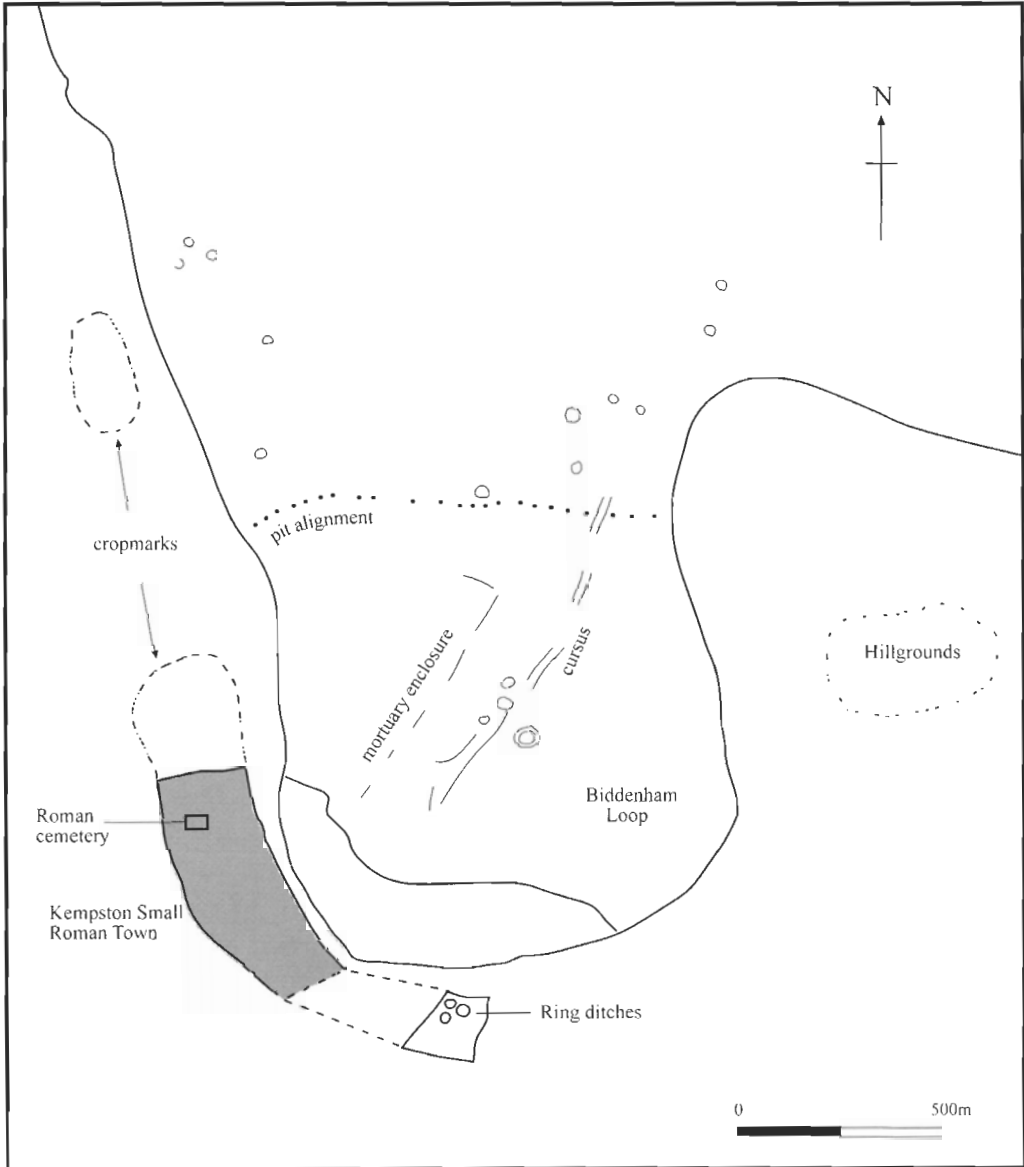 N
pit alignment
cropmarks
mortuary enclosure
cursus
Hillgrounds
Biddenham
Loop
Roman
cemetery
Kempston Small
Roman Town
Ring ditches
0 500m